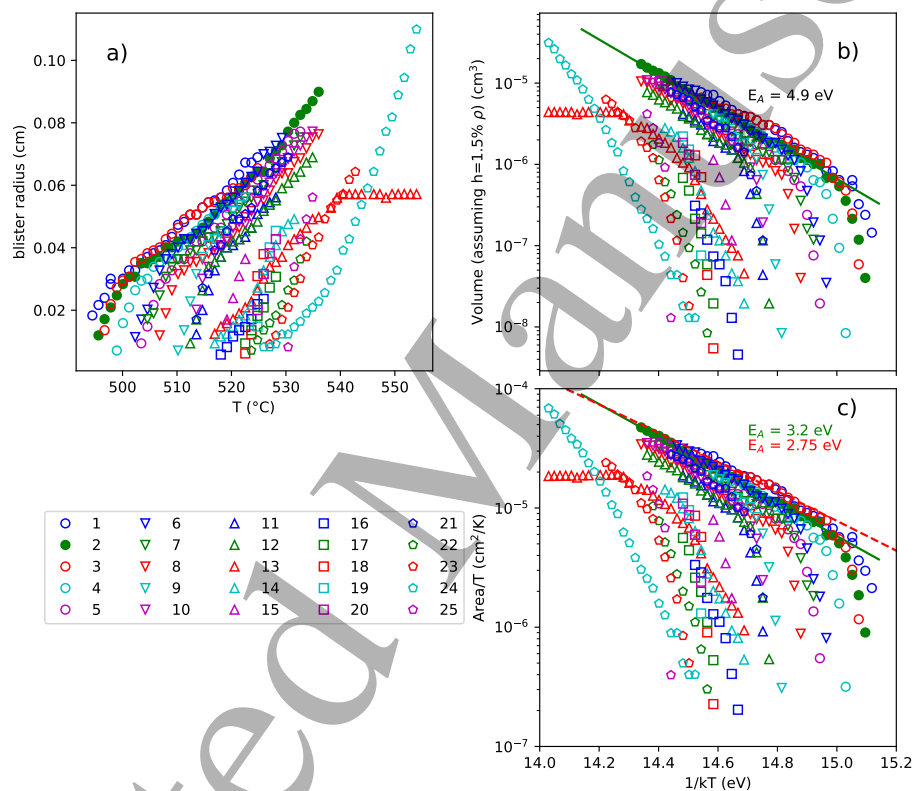 a)
blister radius (cm)
0.10
0.08
0.06
0.04
0.02
500
510
520
530
540
550
T (°C)
b)
E_A = 4.9 eV
Volume (assuming h=1.5% ρ) (cm³)
10⁻⁵
10⁻⁶
10⁻⁷
10⁻⁸
c)
E_A = 3.2 eV
E_A = 2.75 eV
Area/T (cm²/K)
10⁻⁴
10⁻⁵
10⁻⁶
10⁻⁷
14.0
14.2
14.4
14.6
14.8
15.0
15.2
1/kT (eV)
1 6 11 16 21
2 7 12 17 22
3 8 13 18 23
4 9 14 19 24
5 10 15 20 25